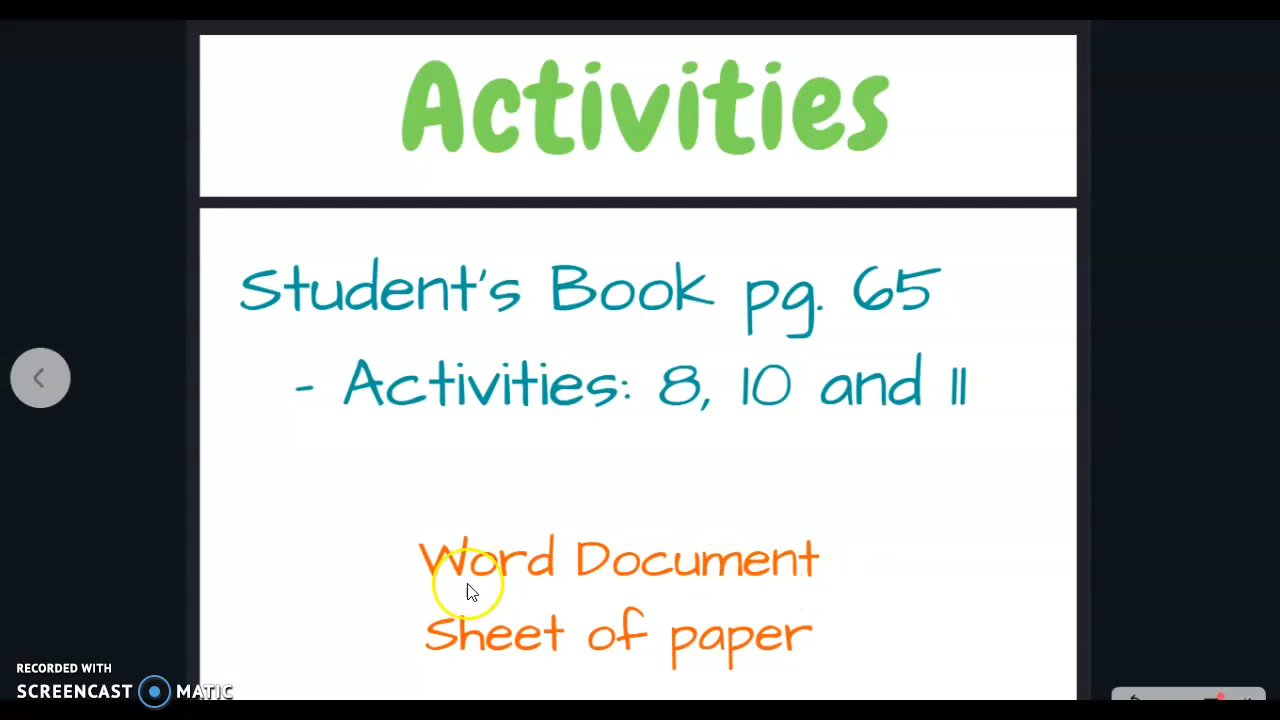 Activities
Student's Book pg. 65
- Activities: 8, 10 and 11
Word Document
Sheet of paper
RECORDED WITH
SCREENCAST MATIC